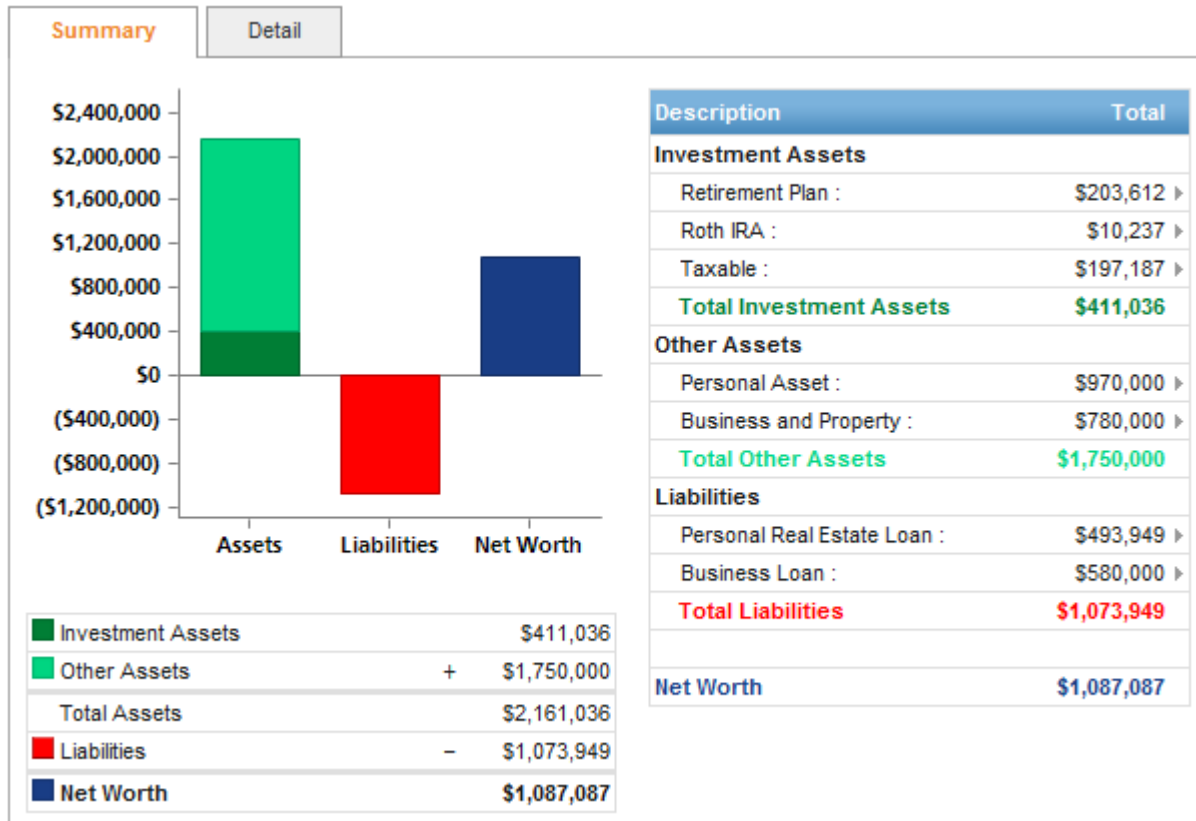 Summary Detail
$2,400,000
$2,000,000
$1,600,000
$1,200,000
$800,000
$400,000
$0
($400,000)
($800,000)
($1,200,000)
Assets Liabilities Net Worth
Investment Assets $411,036
Other Assets + $1,750,000
Total Assets $2,161,036
Liabilities – $1,073,949
Net Worth $1,087,087
Description Total
Investment Assets
Retirement Plan : $203,612
Roth IRA : $10,237
Taxable : $197,187
Total Investment Assets $411,036
Other Assets
Personal Asset : $970,000
Business and Property : $780,000
Total Other Assets $1,750,000
Liabilities
Personal Real Estate Loan : $493,949
Business Loan : $580,000
Total Liabilities $1,073,949
Net Worth $1,087,087